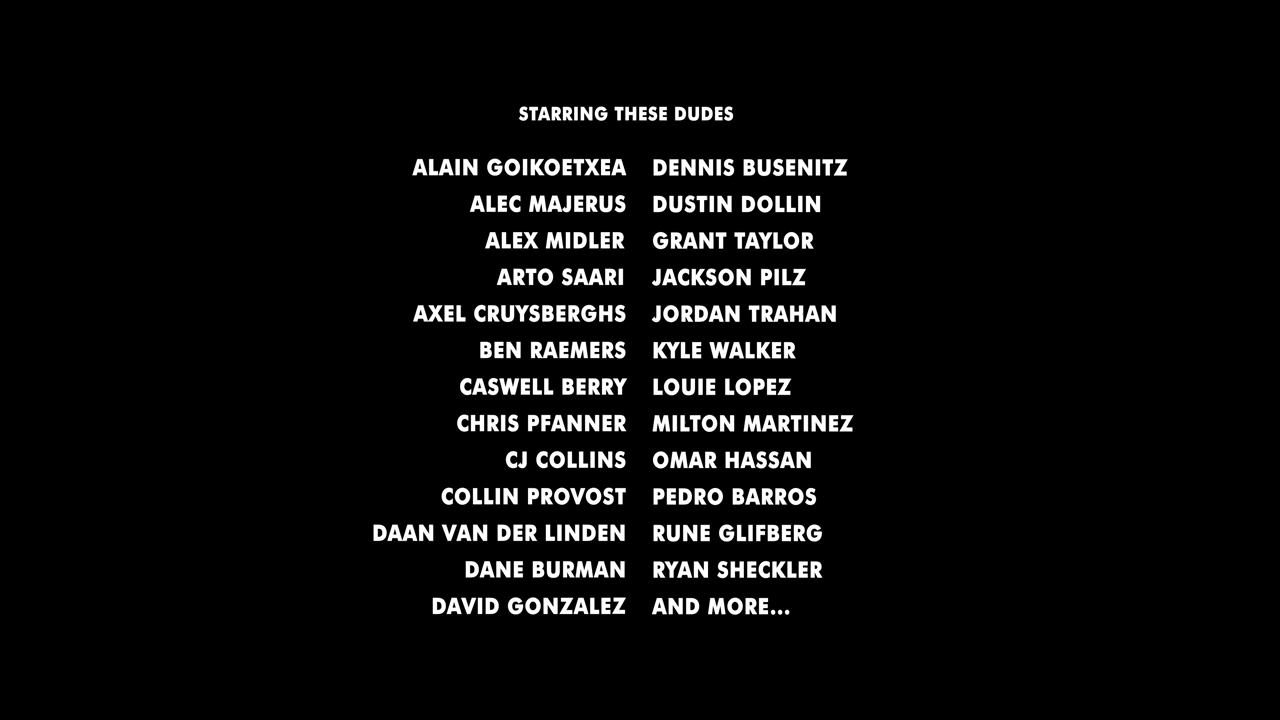 STARRING THESE DUDES
ALAIN GOIKOETXEA DENNIS BUSENITZ
ALEC MAJERUS DUSTIN DOLLIN
ALEX MIDLER GRANT TAYLOR
ARTO SAARI JACKSON PILZ
AXEL CRUYSBERGHS JORDAN TRAHAN
BEN RAEMERS KYLE WALKER
CASWELL BERRY LOUIE LOPEZ
CHRIS PFANNER MILTON MARTINEZ
CJ COLLINS OMAR HASSAN
COLLIN PROVOST PEDRO BARROS
DAAN VAN DER LINDEN RUNE GLIFBERG
DANE BURMAN RYAN SHECKLER
DAVID GONZALEZ AND MORE...